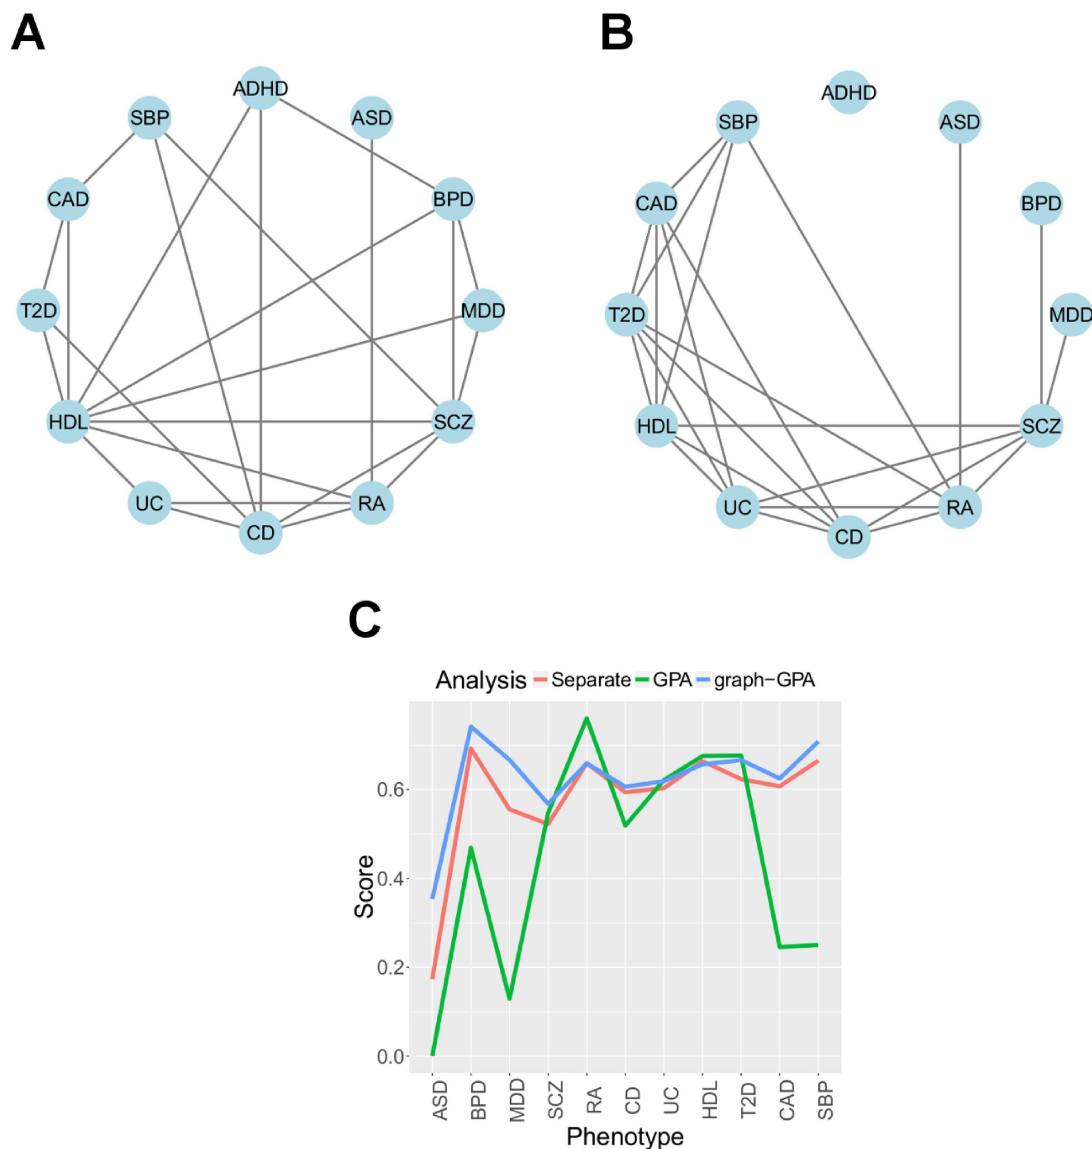 A
B
ADHD
SBP
ASD
CAD
BPD
T2D
MDD
HDL
SCZ
UC
RA
CD
ADHD
SBP
ASD
CAD
BPD
T2D
MDD
HDL
SCZ
UC
RA
CD
C
Analysis Separate GPA graph−GPA
Score
0.6
0.4
0.2
0.0
ASD
BPD
MDD
SCZ
RA
CD
UC
HDL
T2D
CAD
SBP
Phenotype